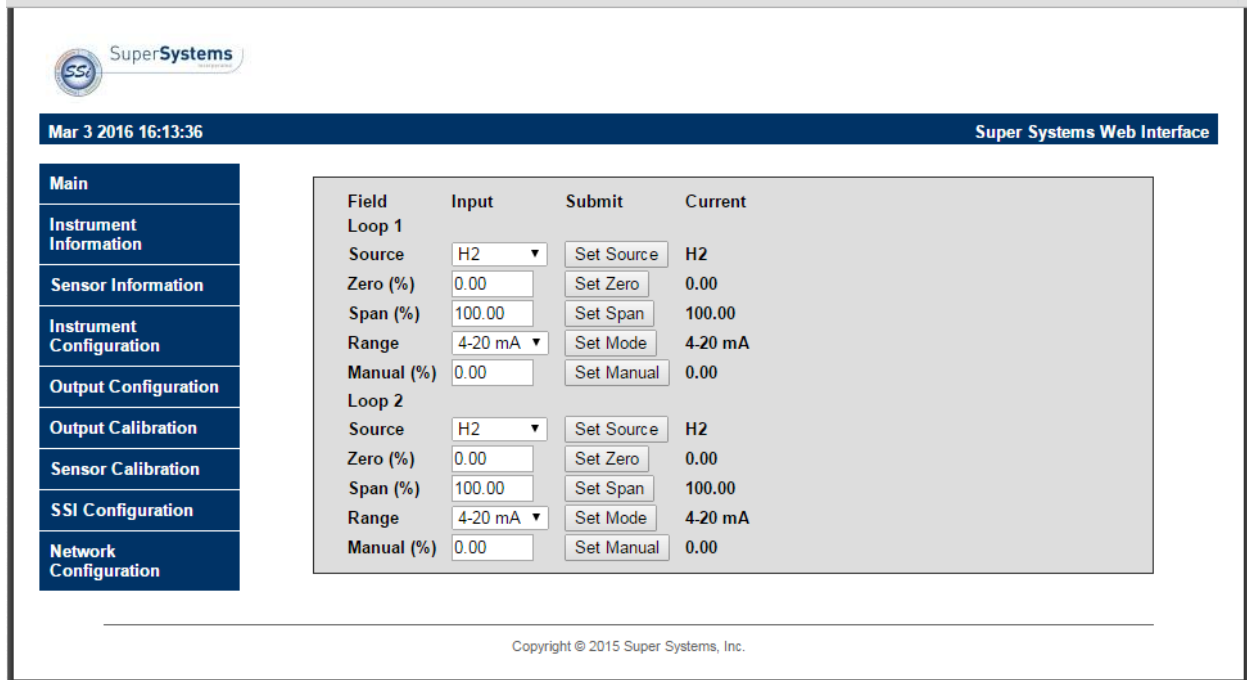 SuperSystems
incorporated
SSi
Mar 3 2016 16:13:36 Super Systems Web Interface
Main
Instrument
Information
Sensor Information
Instrument
Configuration
Output Configuration
Output Calibration
Sensor Calibration
SSI Configuration
Network
Configuration
Field Input Submit Current
Loop 1
Source H2 Set Source H2
Zero (%) 0.00 Set Zero 0.00
Span (%) 100.00 Set Span 100.00
Range 4-20 mA Set Mode 4-20 mA
Manual (%) 0.00 Set Manual 0.00
Loop 2
Source H2 Set Source H2
Zero (%) 0.00 Set Zero 0.00
Span (%) 100.00 Set Span 100.00
Range 4-20 mA Set Mode 4-20 mA
Manual (%) 0.00 Set Manual 0.00
Copyright © 2015 Super Systems, Inc.